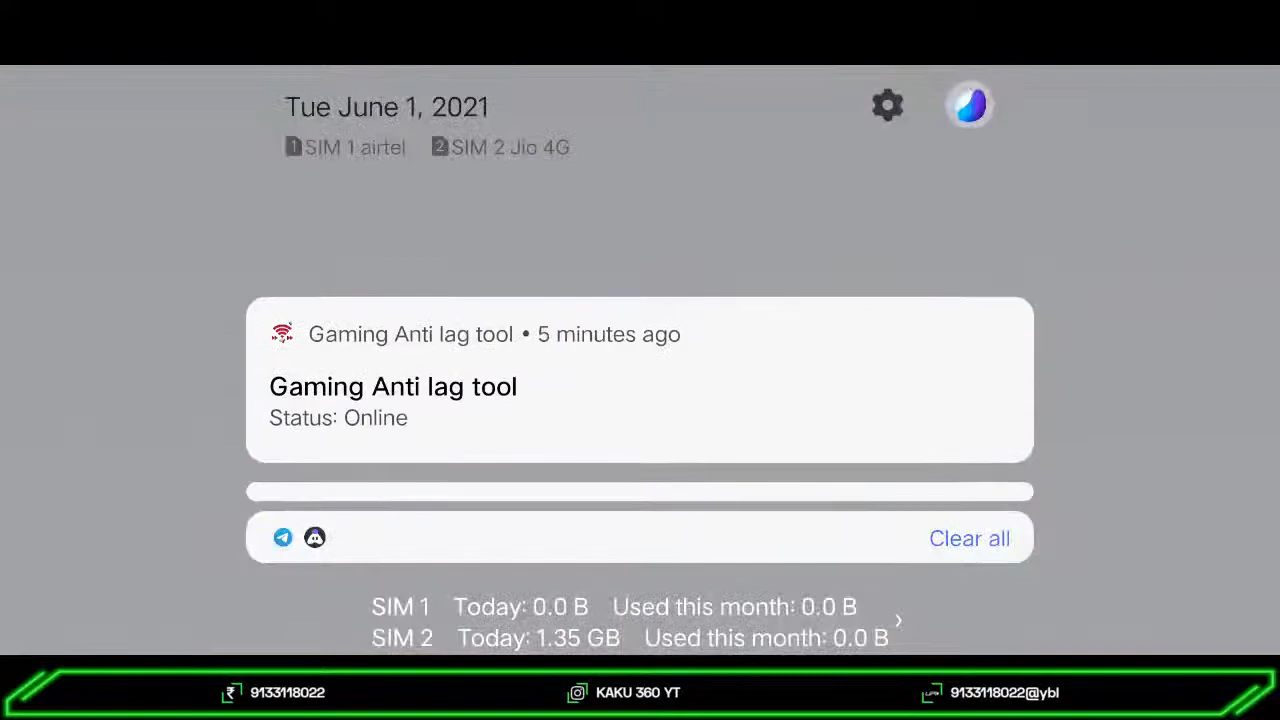 Tue June 1, 2021
1 SIM 1 airtel 2 SIM 2 Jio 4G
Gaming Anti lag tool • 5 minutes ago
Gaming Anti lag tool
Status: Online
Clear all
SIM 1 Today: 0.0 B Used this month: 0.0 B
SIM 2 Today: 1.35 GB Used this month: 0.0 B
₹ 9133118022 KAKU 360 YT 9133118022@ybl